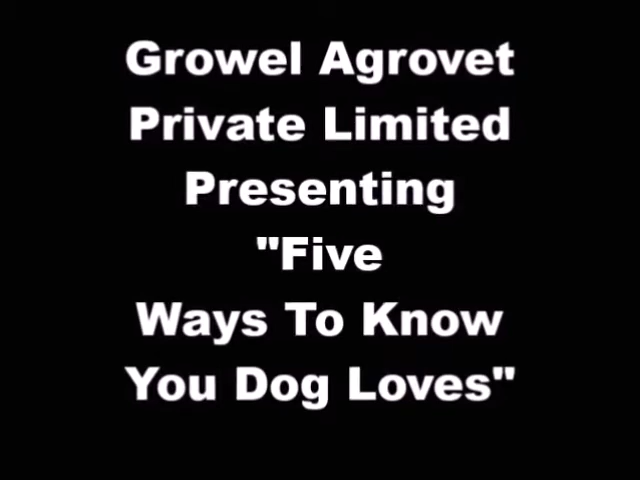 Growel Agrovet
Private Limited
Presenting
"Five
Ways To Know
You Dog Loves"